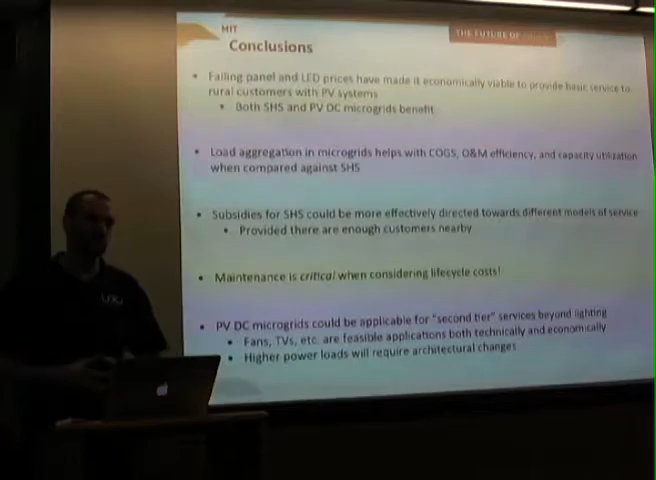 MIT
THE FUTURE OF
Conclusions
• Falling panel and LED prices have made it economically viable to provide basic service to
rural customers with PV systems
• Both SHS and PV DC microgrids benefit
• Load aggregation in microgrids helps with COGS, O&M efficiency, and capacity utilization
when compared against SHS
• Subsidies for SHS could be more effectively directed towards different models of service
• Provided there are enough customers nearby
• Maintenance is critical when considering lifecycle costs!
• PV DC microgrids could be applicable for "second tier" services beyond lighting
• Fans, TVs, etc. are feasible applications both technically and economically
• Higher power loads will require architectural changes